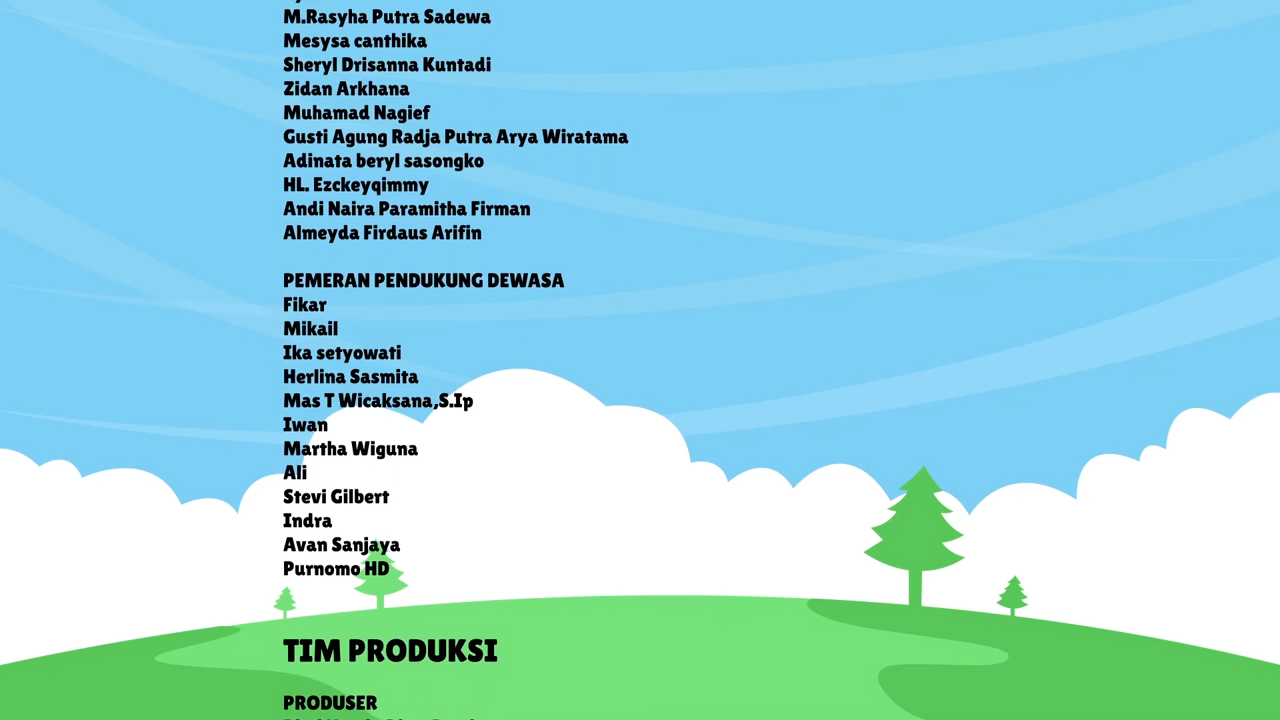 M.Rasyha Putra Sadewa
Mesysa canthika
Sheryl Drisanna Kuntadi
Zidan Arkhana
Muhamad Nagief
Gusti Agung Radja Putra Arya Wiratama
Adinata beryl sasongko
HL. Ezckeyqimmy
Andi Naira Paramitha Firman
Almeyda Firdaus Arifin
PEMERAN PENDUKUNG DEWASA
Fikar
Mikail
Ika setyowati
Herlina Sasmita
Mas T Wicaksana,S.Ip
Iwan
Martha Wiguna
Ali
Stevi Gilbert
Indra
Avan Sanjaya
Purnomo HD
TIM PRODUKSI
PRODUSER